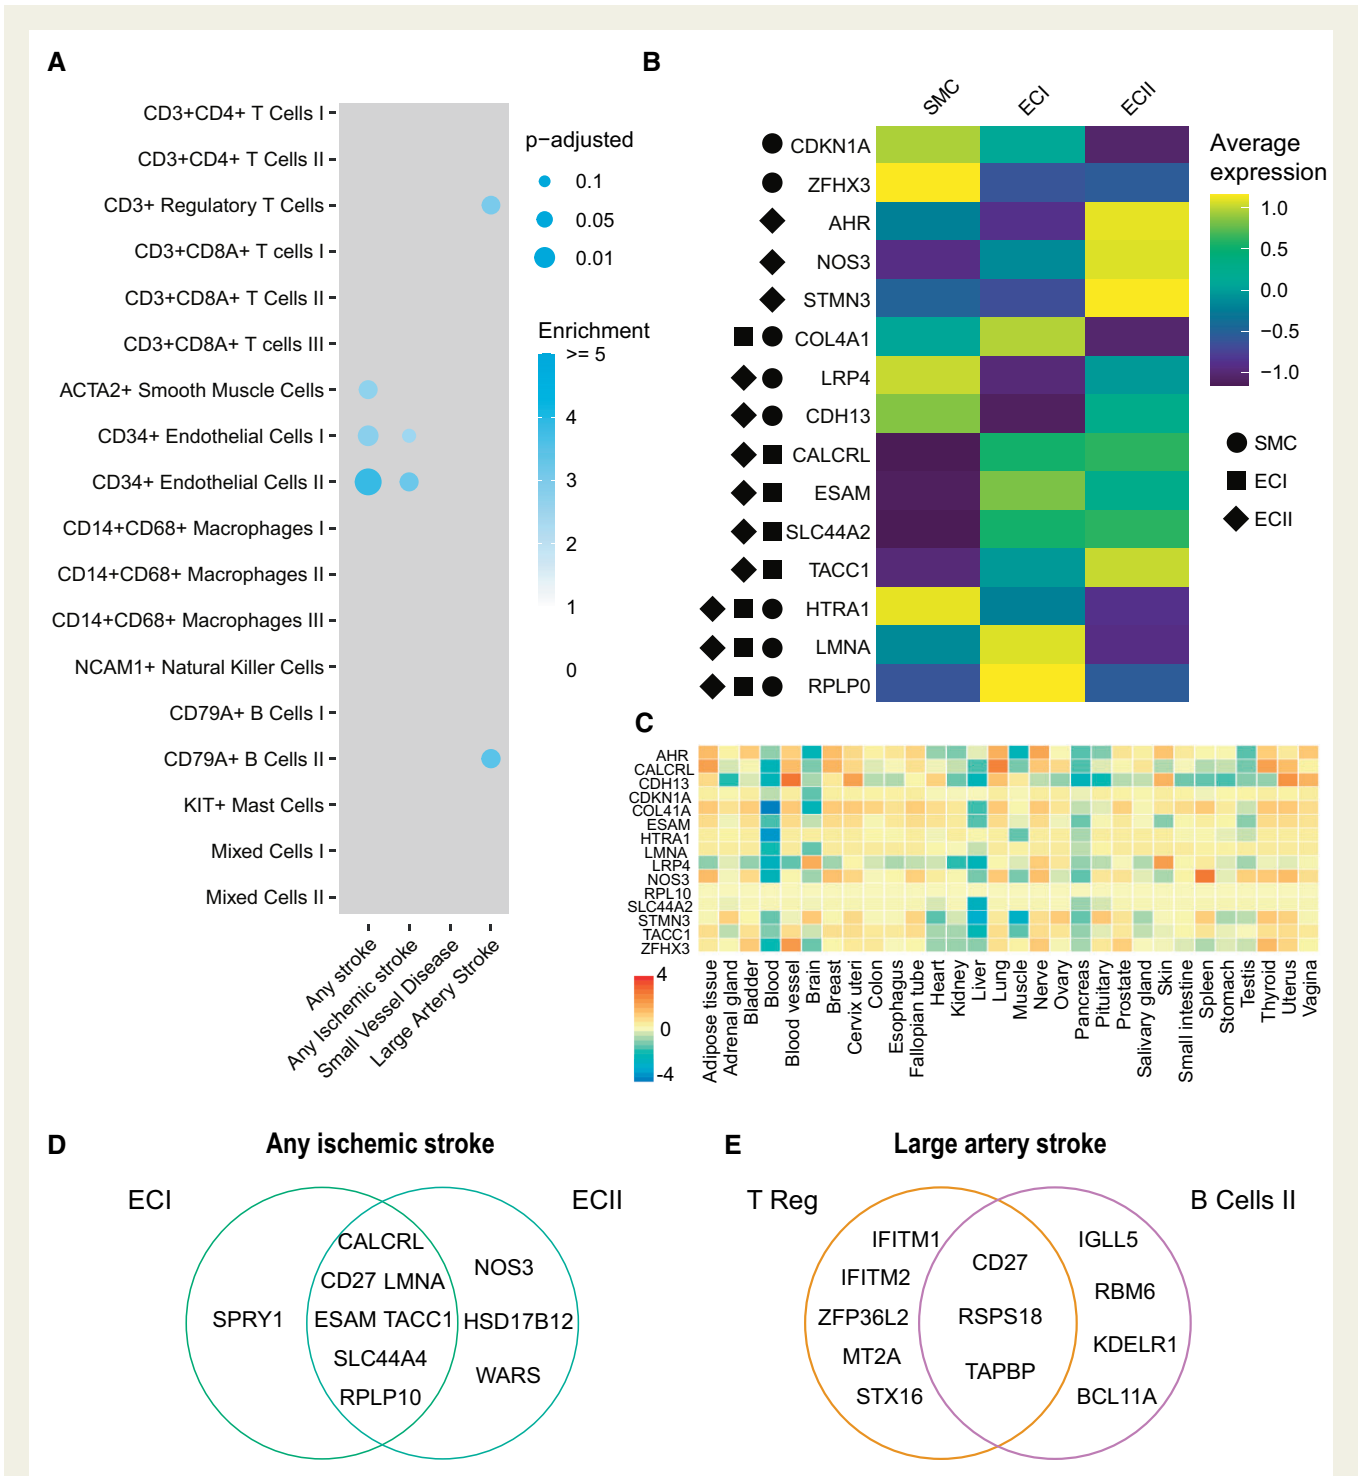 A
CD3+CD4+ T Cells I
CD3+CD4+ T Cells II
CD3+ Regulatory T Cells
CD3+CD8A+ T cells I
CD3+CD8A+ T Cells II
CD3+CD8A+ T cells III
ACTA2+ Smooth Muscle Cells
CD34+ Endothelial Cells I
CD34+ Endothelial Cells II
CD14+CD68+ Macrophages I
CD14+CD68+ Macrophages II
CD14+CD68+ Macrophages III
NCAM1+ Natural Killer Cells
CD79A+ B Cells I
CD79A+ B Cells II
KIT+ Mast Cells
Mixed Cells I
Mixed Cells II
Any stroke
Any Ischemic stroke
Small Vessel Disease
Large Artery Stroke
p−adjusted
0.1
0.05
0.01
Enrichment
>= 5
4
3
2
1
0
B
SMC
ECI
ECII
CDKN1A
ZFHX3
AHR
NOS3
STMN3
COL4A1
LRP4
CDH13
CALCRL
ESAM
SLC44A2
TACC1
HTRA1
LMNA
RPLP0
Average
expression
1.0
0.5
0.0
−0.5
−1.0
SMC
ECI
ECII
C
AHR
CALCRL
CDH13
CDKN1A
COL41A
ESAM
HTRA1
LMNA
LRP4
NOS3
RPL10
SLC44A2
STMN3
TACC1
ZFHX3
4
0
-4
Adipose tissue
Adrenal gland
Bladder
Blood
Blood vessel
Brain
Breast
Cervix uteri
Colon
Esophagus
Fallopian tube
Heart
Kidney
Liver
Lung
Muscle
Nerve
Ovary
Pancreas
Pituitary
Prostate
Salivary gland
Skin
Small intestine
Spleen
Stomach
Testis
Thyroid
Uterus
Vagina
D
Any ischemic stroke
ECI
ECII
SPRY1
CALCRL
CD27 LMNA
ESAM TACC1
SLC44A4
RPLP10
NOS3
HSD17B12
WARS
E
Large artery stroke
T Reg
B Cells II
IFITM1
IFITM2
ZFP36L2
MT2A
STX16
CD27
RSPS18
TAPBP
IGLL5
RBM6
KDELR1
BCL11A